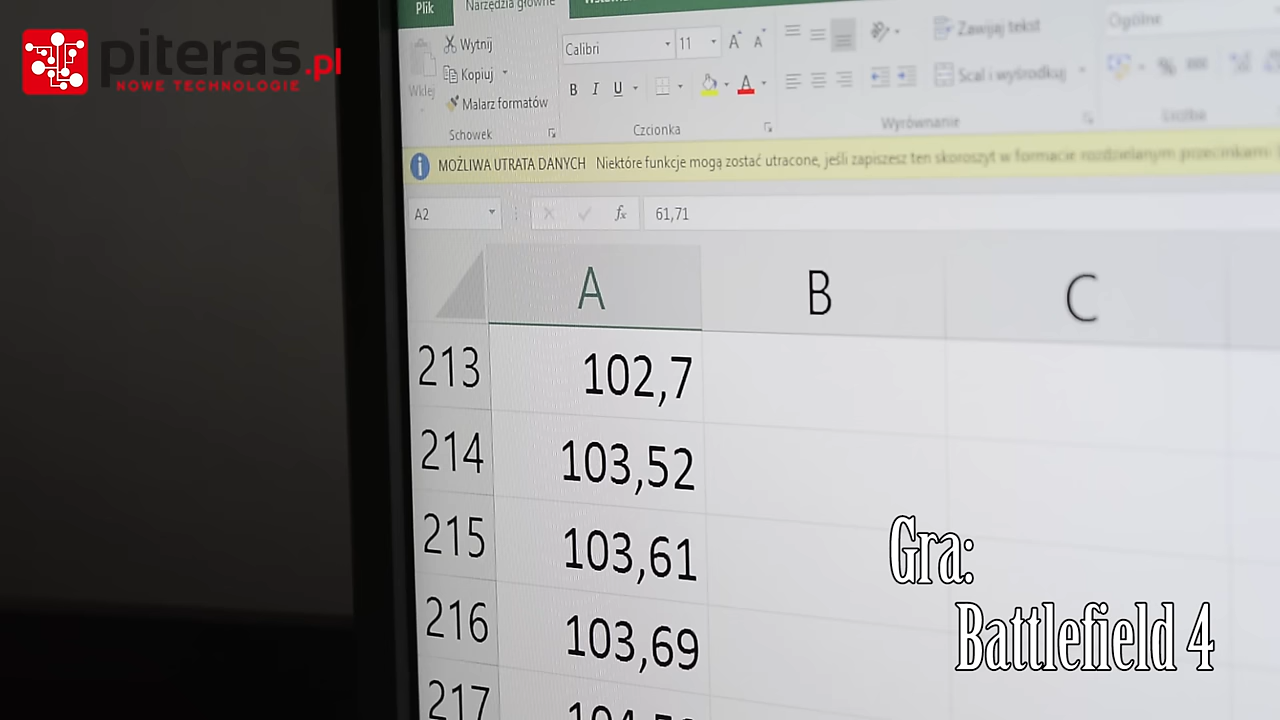 piteras.pl
NOWE TECHNOLOGIE
Plik
Narzędzia główne
Wytnij
Kopiuj
Malarz formatów
Wklej
Schowek
Calibri
11
A A
B I U
A
Czcionka
Zawijaj tekst
Scal i wyśrodkuj
Wyrównanie
Ogólne
%
000
Liczba
MOŻLIWA UTRATA DANYCH Niektóre funkcje mogą zostać utracone, jeśli zapiszesz ten skoroszyt w formacie rozdzielanym przecinkami
A2
fx
61,71
A B C
213 102,7
214 103,52
215 103,61
216 103,69
217
Gra:
Battlefield 4